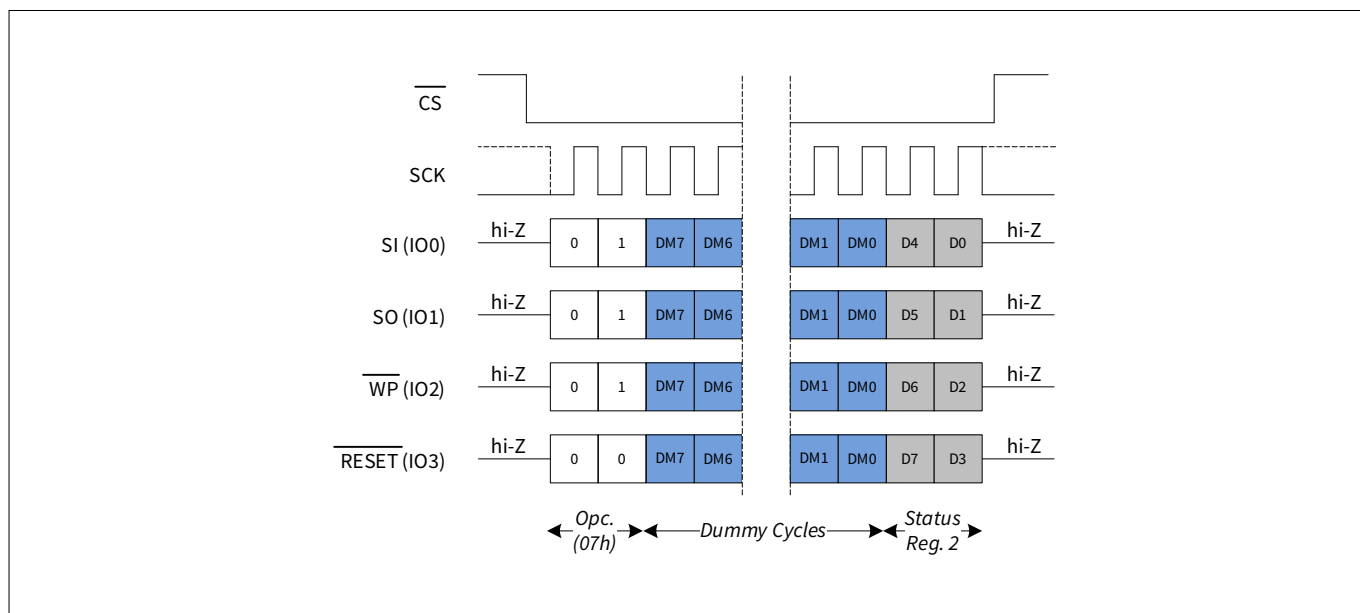 CS
SCK
SI (IO0) hi-Z 0 1 DM7 DM6 DM1 DM0 D4 D0 hi-Z
SO (IO1) hi-Z 0 1 DM7 DM6 DM1 DM0 D5 D1 hi-Z
WP (IO2) hi-Z 0 1 DM7 DM6 DM1 DM0 D6 D2 hi-Z
RESET (IO3) hi-Z 0 0 DM7 DM6 DM1 DM0 D7 D3 hi-Z
Opc. Dummy Cycles Status
(07h) Reg. 2